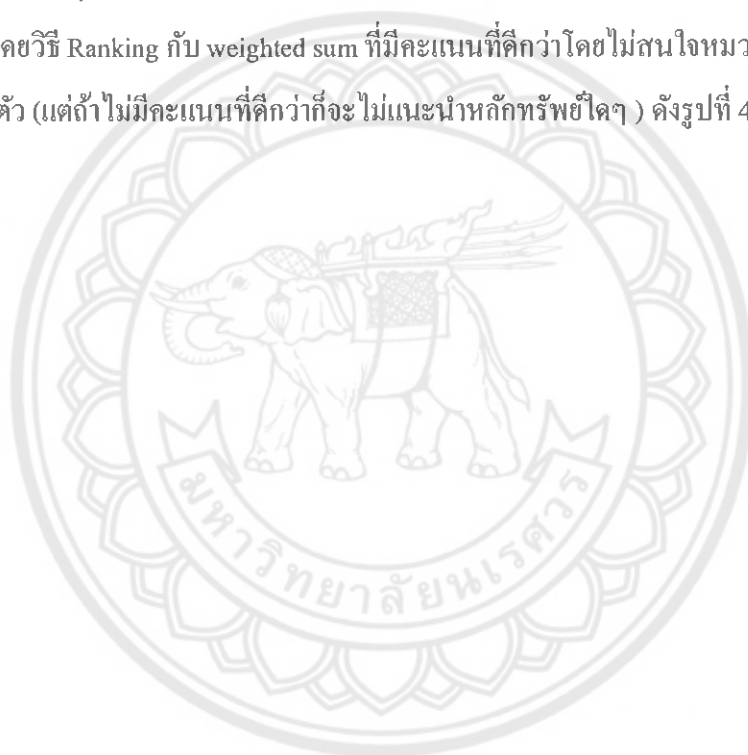 ดยวิธี Ranking กับ weighted sum ที่มีคะแนนที่ดีกว่าโดยไม่สนใจหมว
ตัว (แต่ถ้าไม่มีคะแนนที่ดีกว่าก็จะไม่แนะนำหลักทรัพย์ใดๆ ) ดังรูปที่ 4
มหาวิทยาลัยนเรศวร